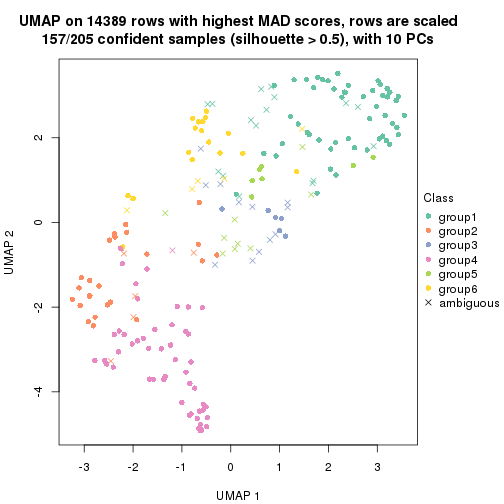 UMAP on 14389 rows with highest MAD scores, rows are scaled
157/205 confident samples (silhouette > 0.5), with 10 PCs
UMAP 2
2
0
-2
-4
-3 -2 -1 0 1 2 3
UMAP 1
Class
group1
group2
group3
group4
group5
group6
ambiguous